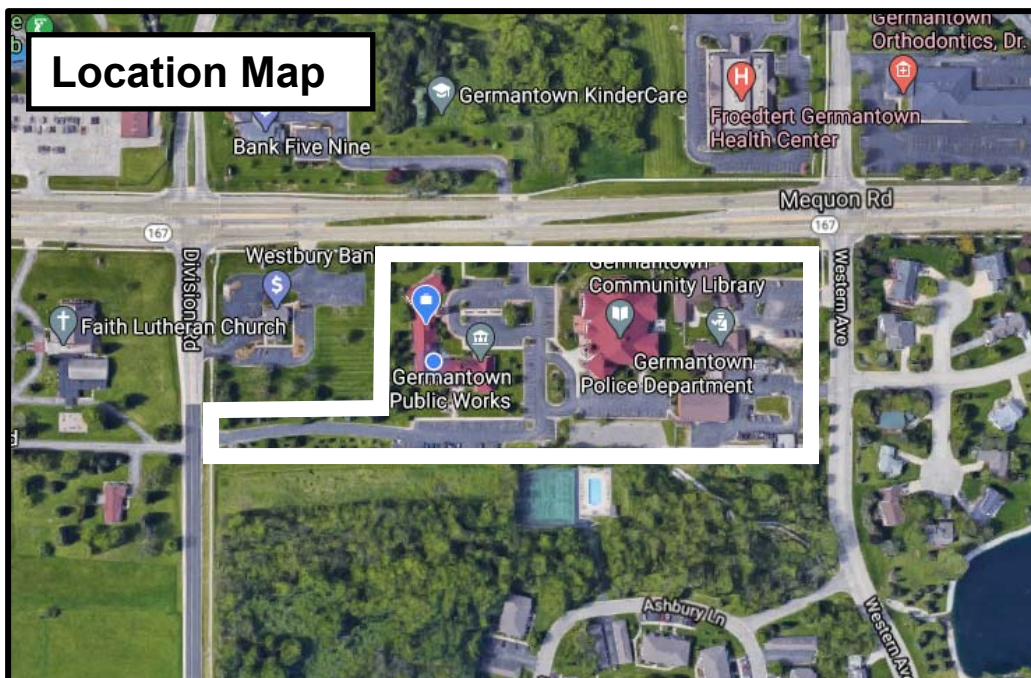 Location Map
Germantown
Orthodontics, Dr.
Germantown KinderCare
Froedtert Germantown
Health Center
Bank Five Nine
Mequon Rd
167
167
Division Rd
Westbury Ban
Germantown
Community Library
Western Ave
Faith Lutheran Church
Germantown
Public Works
Germantown
Police Department
Ashbury Ln
Western Av